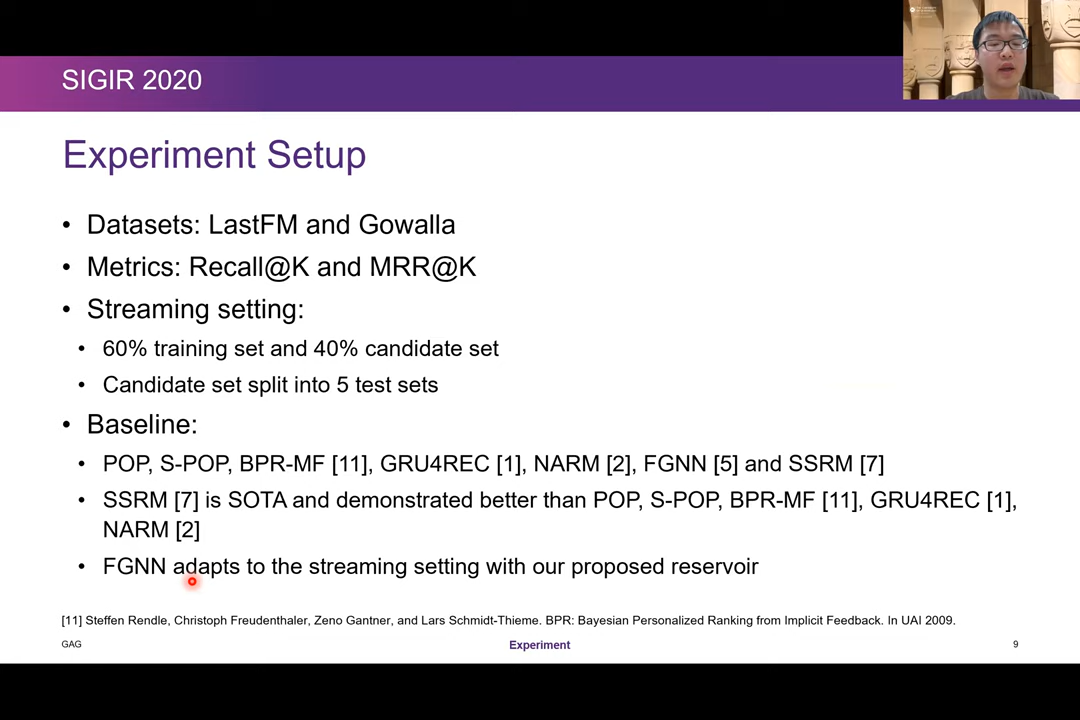 SIGIR 2020
Experiment Setup
• Datasets: LastFM and Gowalla
• Metrics: Recall@K and MRR@K
• Streaming setting:
• 60% training set and 40% candidate set
• Candidate set split into 5 test sets
• Baseline:
• POP, S-POP, BPR-MF [11], GRU4REC [1], NARM [2], FGNN [5] and SSRM [7]
• SSRM [7] is SOTA and demonstrated better than POP, S-POP, BPR-MF [11], GRU4REC [1],
NARM [2]
• FGNN adapts to the streaming setting with our proposed reservoir
[11] Steffen Rendle, Christoph Freudenthaler, Zeno Gantner, and Lars Schmidt-Thieme. BPR: Bayesian Personalized Ranking from Implicit Feedback. In UAI 2009.
GAG
Experiment
9